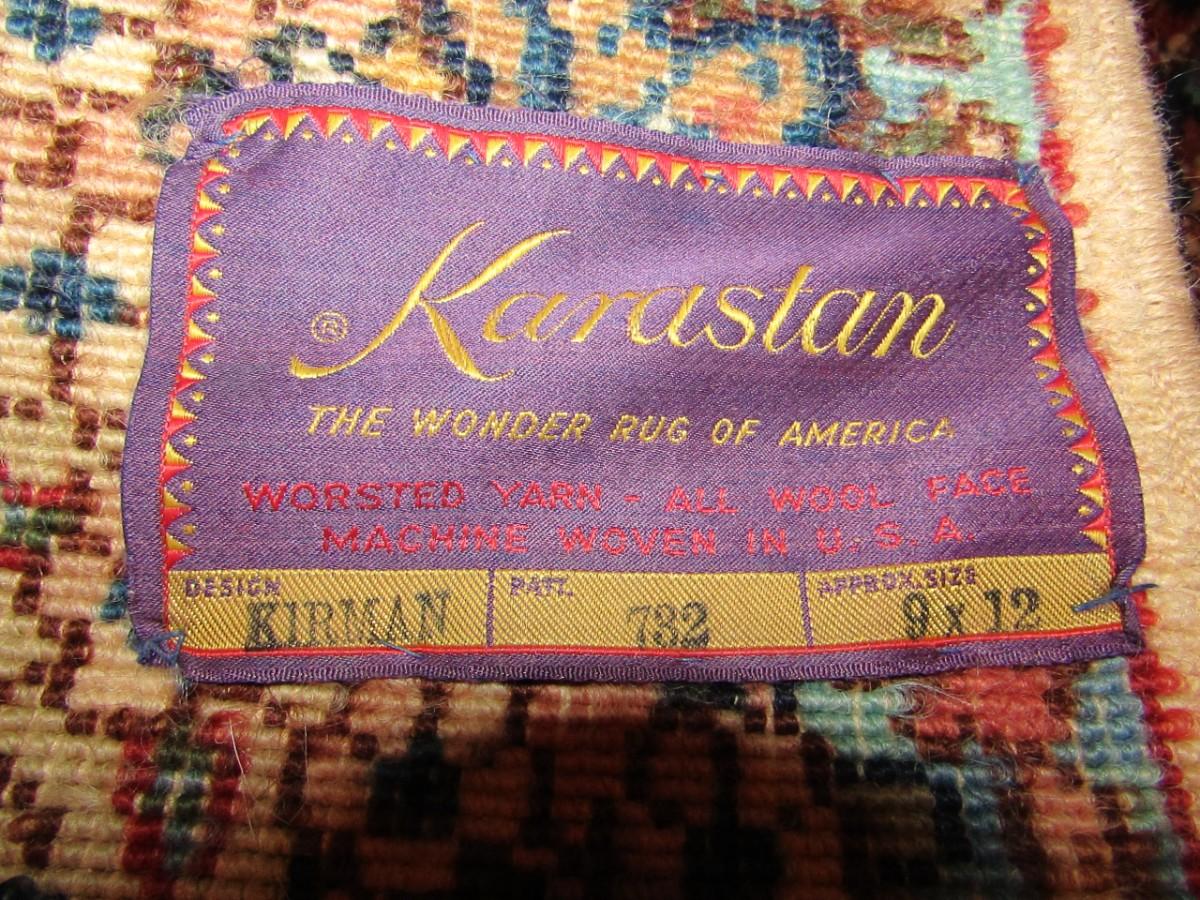 ® Karastan
THE WONDER RUG OF AMERICA
WORSTED YARN - ALL WOOL FACE
MACHINE WOVEN IN U.S.A.
DESIGN PATT. APPROX. SIZE
KIRMAN 732 9 x 12